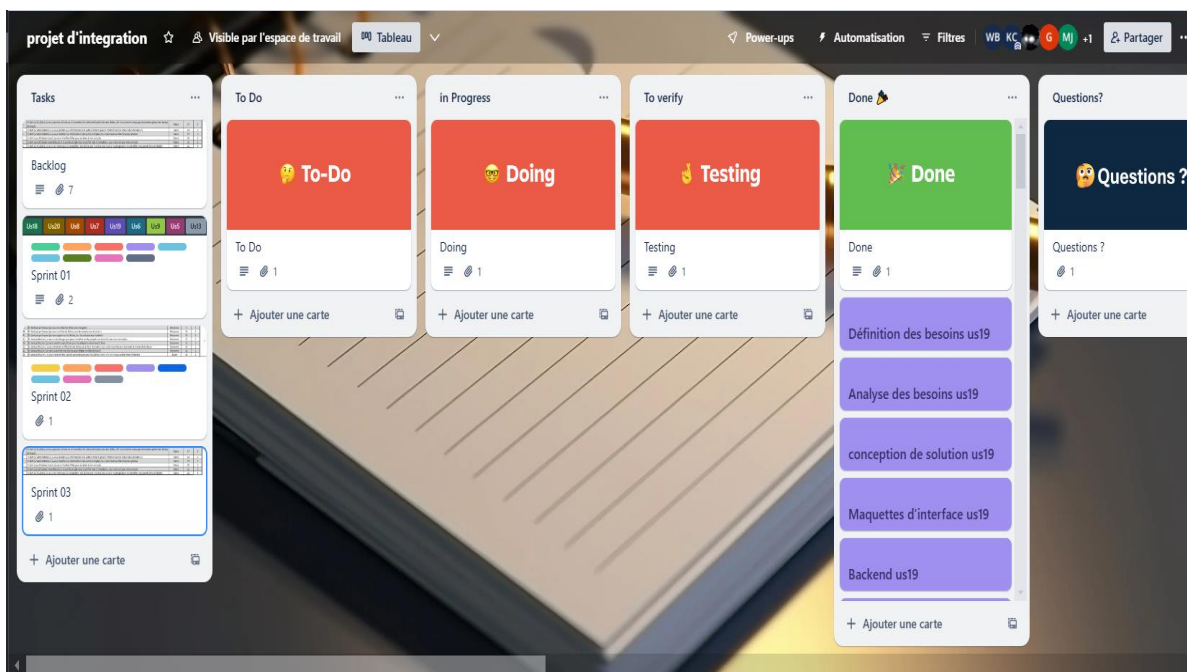 projet d'integration
Visible par l'espace de travail
Tableau
Power-ups
Automatisation
Filtres
WB KC G MJ +1
Partager
Tasks
Backlog
7
Us18 Us20 Us8 Us7 Us19 Us6 Us9 Us5 Us13
Sprint 01
2
Sprint 02
1
Sprint 03
1
+ Ajouter une carte
To Do
To-Do
To Do
1
+ Ajouter une carte
in Progress
Doing
Doing
1
+ Ajouter une carte
To verify
Testing
Testing
1
+ Ajouter une carte
Done
Done
Done
1
Définition des besoins us19
Analyse des besoins us19
conception de solution us19
Maquettes d'interface us19
Backend us19
+ Ajouter une carte
Questions?
Questions ?
Questions ?
1
+ Ajouter une carte